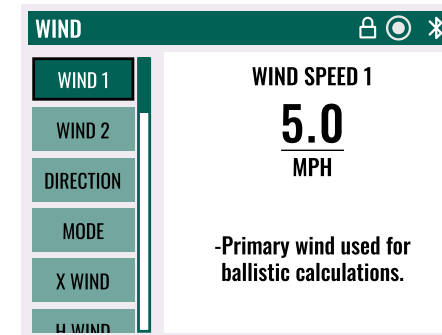 WIND
WIND 1
WIND 2
DIRECTION
MODE
X WIND
H WIND
WIND SPEED 1
5.0
MPH
-Primary wind used for
ballistic calculations.